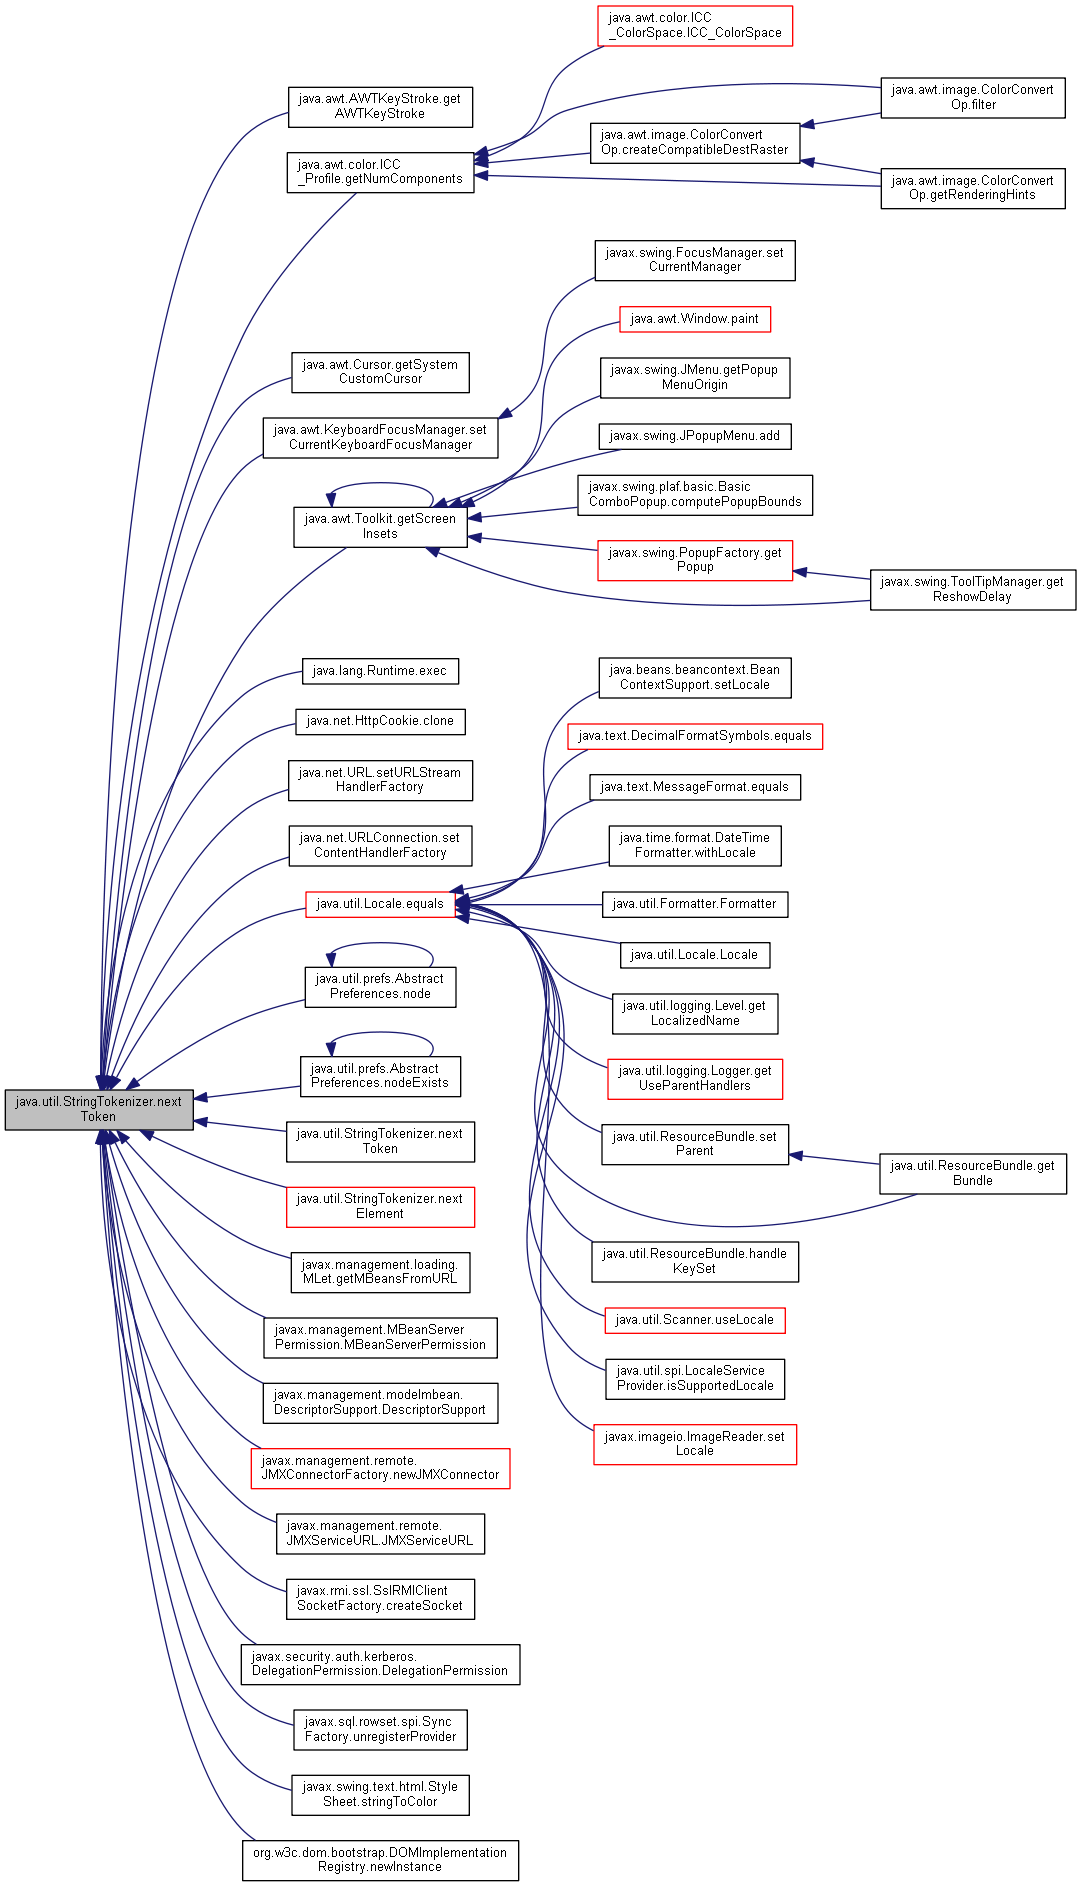 java.awt.color.ICC
_ColorSpace.ICC_ColorSpace
java.awt.AWTKeyStroke.get
AWTKeyStroke
java.awt.image.ColorConvert
Op.filter
java.awt.image.ColorConvert
Op.createCompatibleDestRaster
java.awt.color.ICC
_Profile.getNumComponents
java.awt.image.ColorConvert
Op.getRenderingHints
javax.swing.FocusManager.set
CurrentManager
java.awt.Window.paint
java.awt.Cursor.getSystem
CustomCursor
javax.swing.JMenu.getPopup
MenuOrigin
java.awt.KeyboardFocusManager.set
CurrentKeyboardFocusManager
javax.swing.JPopupMenu.add
javax.swing.plaf.basic.Basic
ComboPopup.computePopupBounds
java.awt.Toolkit.getScreen
Insets
javax.swing.PopupFactory.get
Popup
javax.swing.ToolTipManager.get
ReshowDelay
java.lang.Runtime.exec
java.beans.beancontext.Bean
ContextSupport.setLocale
java.net.HttpCookie.clone
java.text.DecimalFormatSymbols.equals
java.net.URL.setURLStream
HandlerFactory
java.text.MessageFormat.equals
java.net.URLConnection.set
ContentHandlerFactory
java.time.format.DateTime
Formatter.withLocale
java.util.Locale.equals
java.util.Formatter.Formatter
java.util.Locale.Locale
java.util.prefs.Abstract
Preferences.node
java.util.logging.Level.get
LocalizedName
java.util.prefs.Abstract
Preferences.nodeExists
java.util.logging.Logger.get
UseParentHandlers
java.util.StringTokenizer.next
Token
java.util.StringTokenizer.next
Token
java.util.ResourceBundle.set
Parent
java.util.ResourceBundle.get
Bundle
java.util.StringTokenizer.next
Element
javax.management.loading.
MLet.getMBeansFromURL
java.util.ResourceBundle.handle
KeySet
javax.management.MBeanServer
Permission.MBeanServerPermission
java.util.Scanner.useLocale
java.util.spi.LocaleService
Provider.isSupportedLocale
javax.management.modelmbean.
DescriptorSupport.DescriptorSupport
javax.imageio.ImageReader.set
Locale
javax.management.remote.
JMXConnectorFactory.newJMXConnector
javax.management.remote.
JMXServiceURL.JMXServiceURL
javax.rmi.ssl.SslRMIClient
SocketFactory.createSocket
javax.security.auth.kerberos.
DelegationPermission.DelegationPermission
javax.sql.rowset.spi.Sync
Factory.unregisterProvider
javax.swing.text.html.Style
Sheet.stringToColor
org.w3c.dom.bootstrap.DOMImplementation
Registry.newInstance